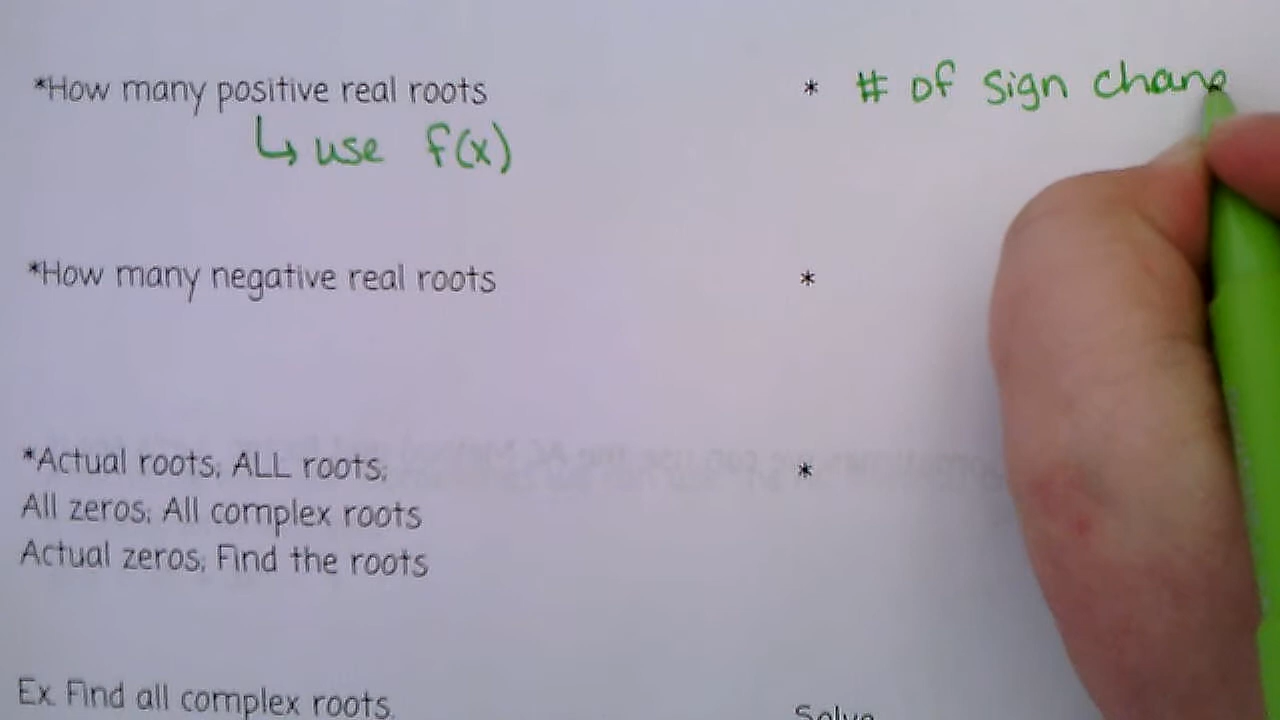 *How many positive real roots * # of sign chang
↳ use f(x)
*How many negative real roots *
*Actual roots; ALL roots; *
All zeros; All complex roots
Actual zeros; Find the roots
Ex. Find all complex roots. Solve